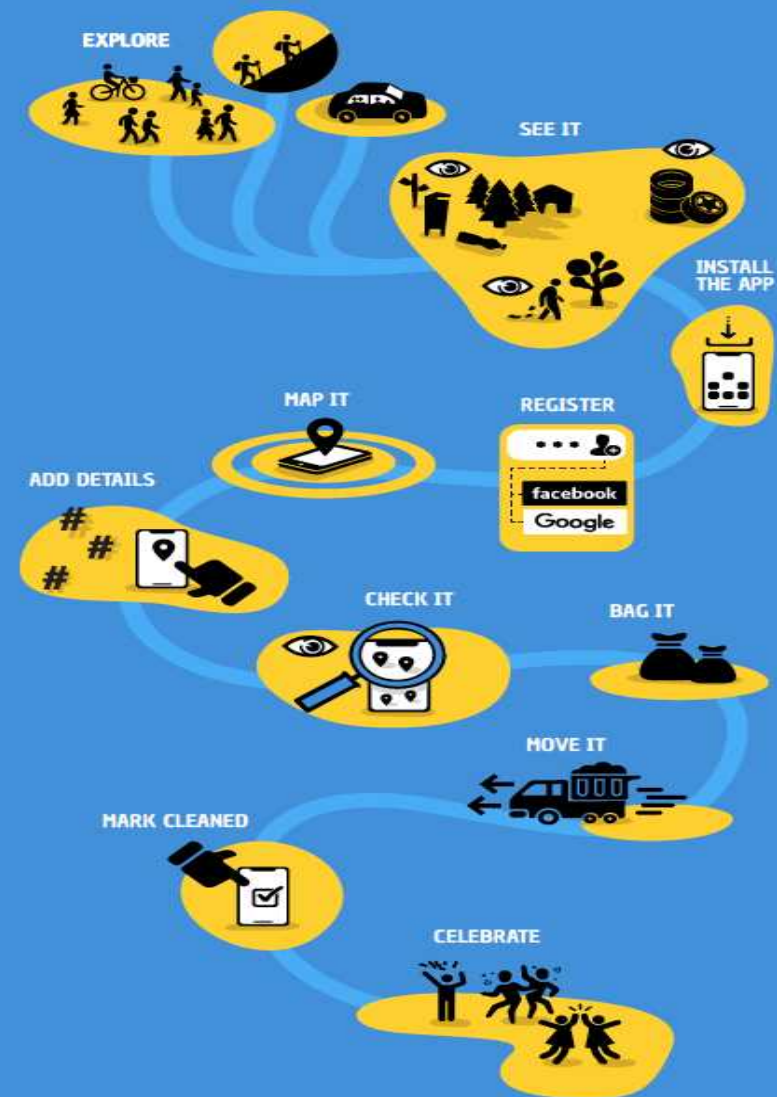 EXPLORE
SEE IT
INSTALL
THE APP
MAP IT
REGISTER
facebook
Google
ADD DETAILS
# # #
CHECK IT
BAG IT
MOVE IT
MARK CLEANED
CELEBRATE